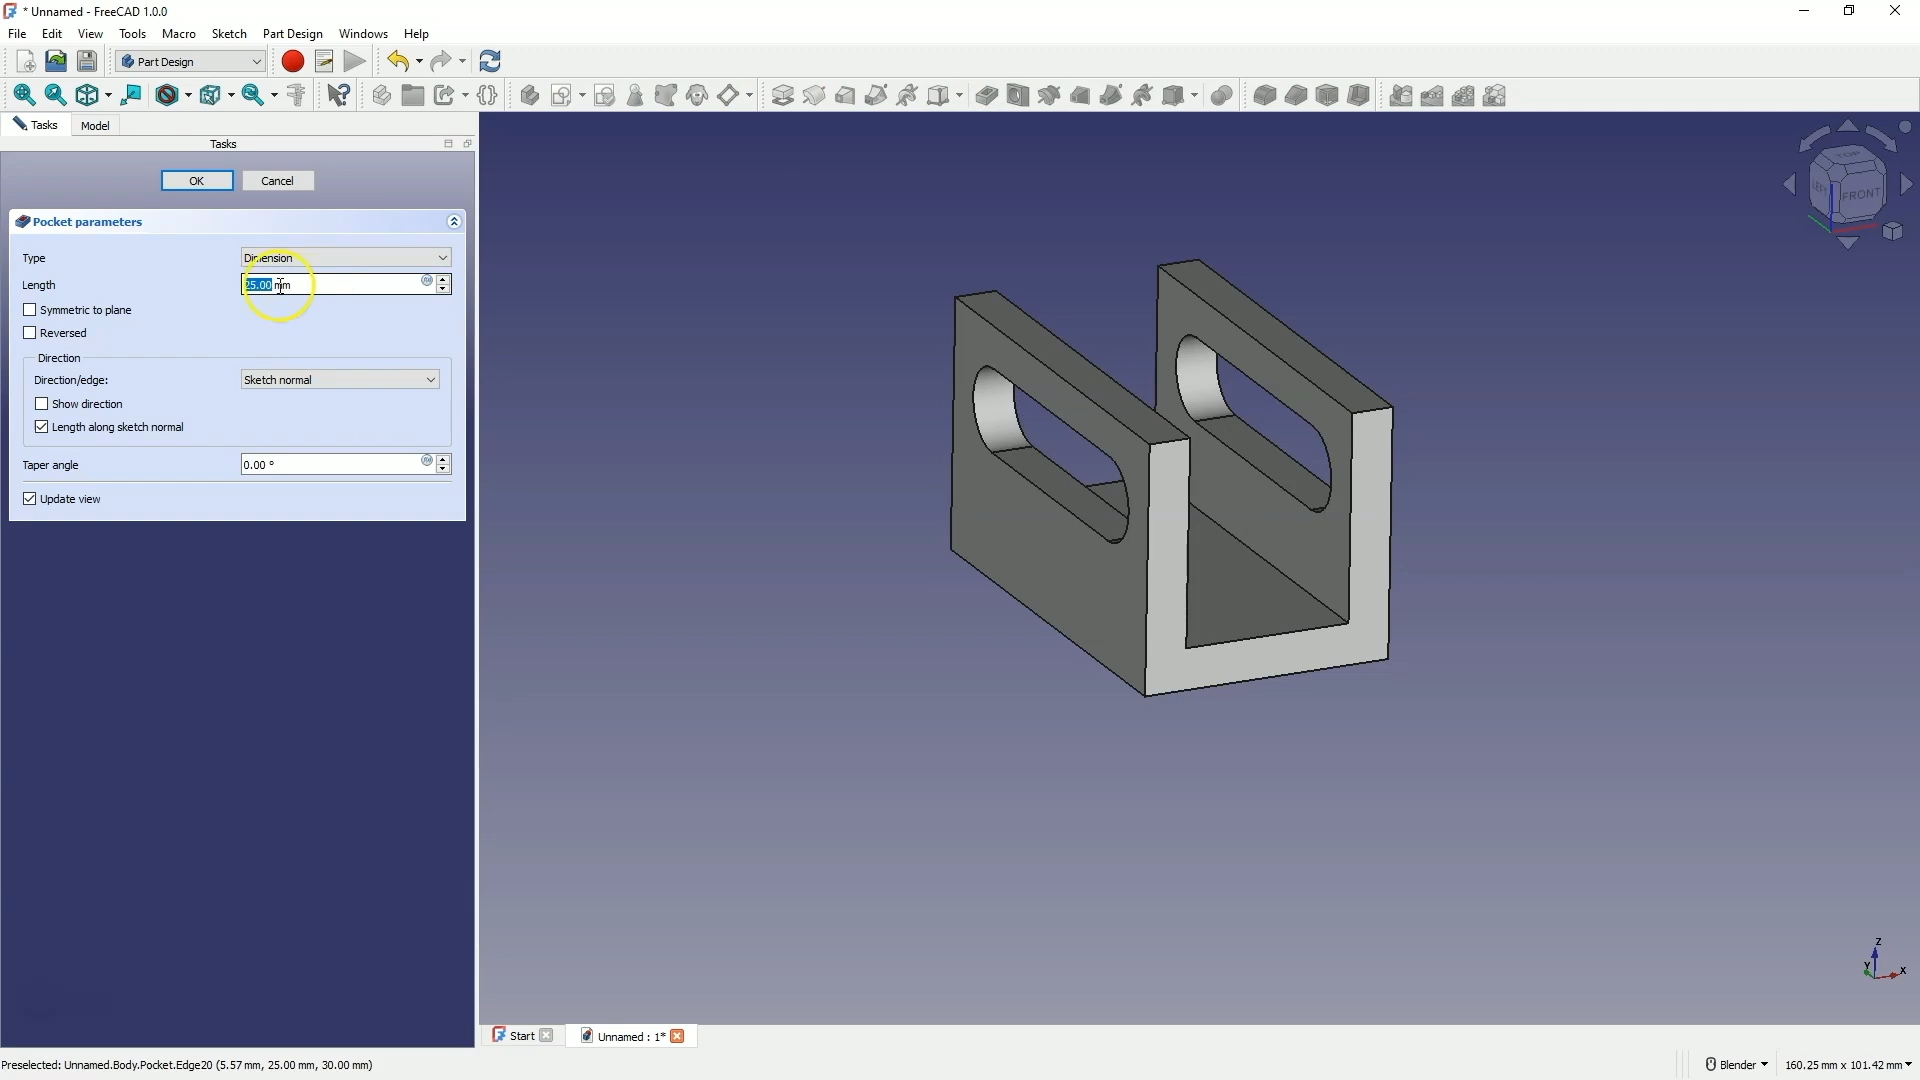 * Unnamed - FreeCAD 1.0.0
File Edit View Tools Macro Sketch Part Design Windows Help
Part Design
Tasks Model
Tasks
OK Cancel
Pocket parameters
Type Dimension
Length 25.00 mm
Symmetric to plane
Reversed
Direction
Direction/edge: Sketch normal
Show direction
Length along sketch normal
Taper angle 0.00 °
Update view
TOP
LEFT FRONT
Z
Y X
Start Unnamed : 1*
Preselected: Unnamed.Body.Pocket.Edge20 (5.57 mm, 25.00 mm, 30.00 mm) Blender 160.25 mm x 101.42 mm